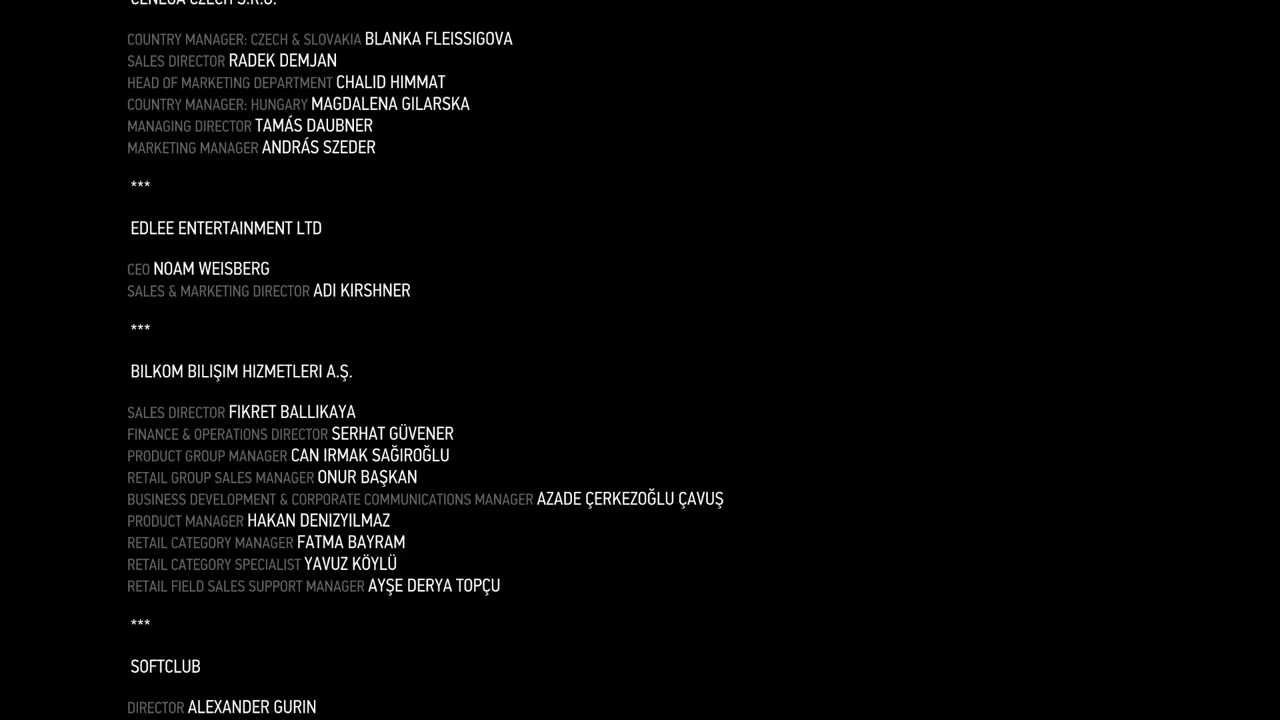 CENEGA CZECH S.R.O.
COUNTRY MANAGER: CZECH & SLOVAKIA BLANKA FLEISSIGOVA
SALES DIRECTOR RADEK DEMJAN
HEAD OF MARKETING DEPARTMENT CHALID HIMMAT
COUNTRY MANAGER: HUNGARY MAGDALENA GILARSKA
MANAGING DIRECTOR TAMÁS DAUBNER
MARKETING MANAGER ANDRÁS SZEDER
***
EDLEE ENTERTAINMENT LTD
CEO NOAM WEISBERG
SALES & MARKETING DIRECTOR ADI KIRSHNER
***
BILKOM BILIŞIM HIZMETLERI A.Ş.
SALES DIRECTOR FIKRET BALLIKAYA
FINANCE & OPERATIONS DIRECTOR SERHAT GÜVENER
PRODUCT GROUP MANAGER CAN IRMAK SAĞIROĞLU
RETAIL GROUP SALES MANAGER ONUR BAŞKAN
BUSINESS DEVELOPMENT & CORPORATE COMMUNICATIONS MANAGER AZADE ÇERKEZOĞLU ÇAVUŞ
PRODUCT MANAGER HAKAN DENIZYILMAZ
RETAIL CATEGORY MANAGER FATMA BAYRAM
RETAIL CATEGORY SPECIALIST YAVUZ KÖYLÜ
RETAIL FIELD SALES SUPPORT MANAGER AYŞE DERYA TOPÇU
***
SOFTCLUB
DIRECTOR ALEXANDER GURIN